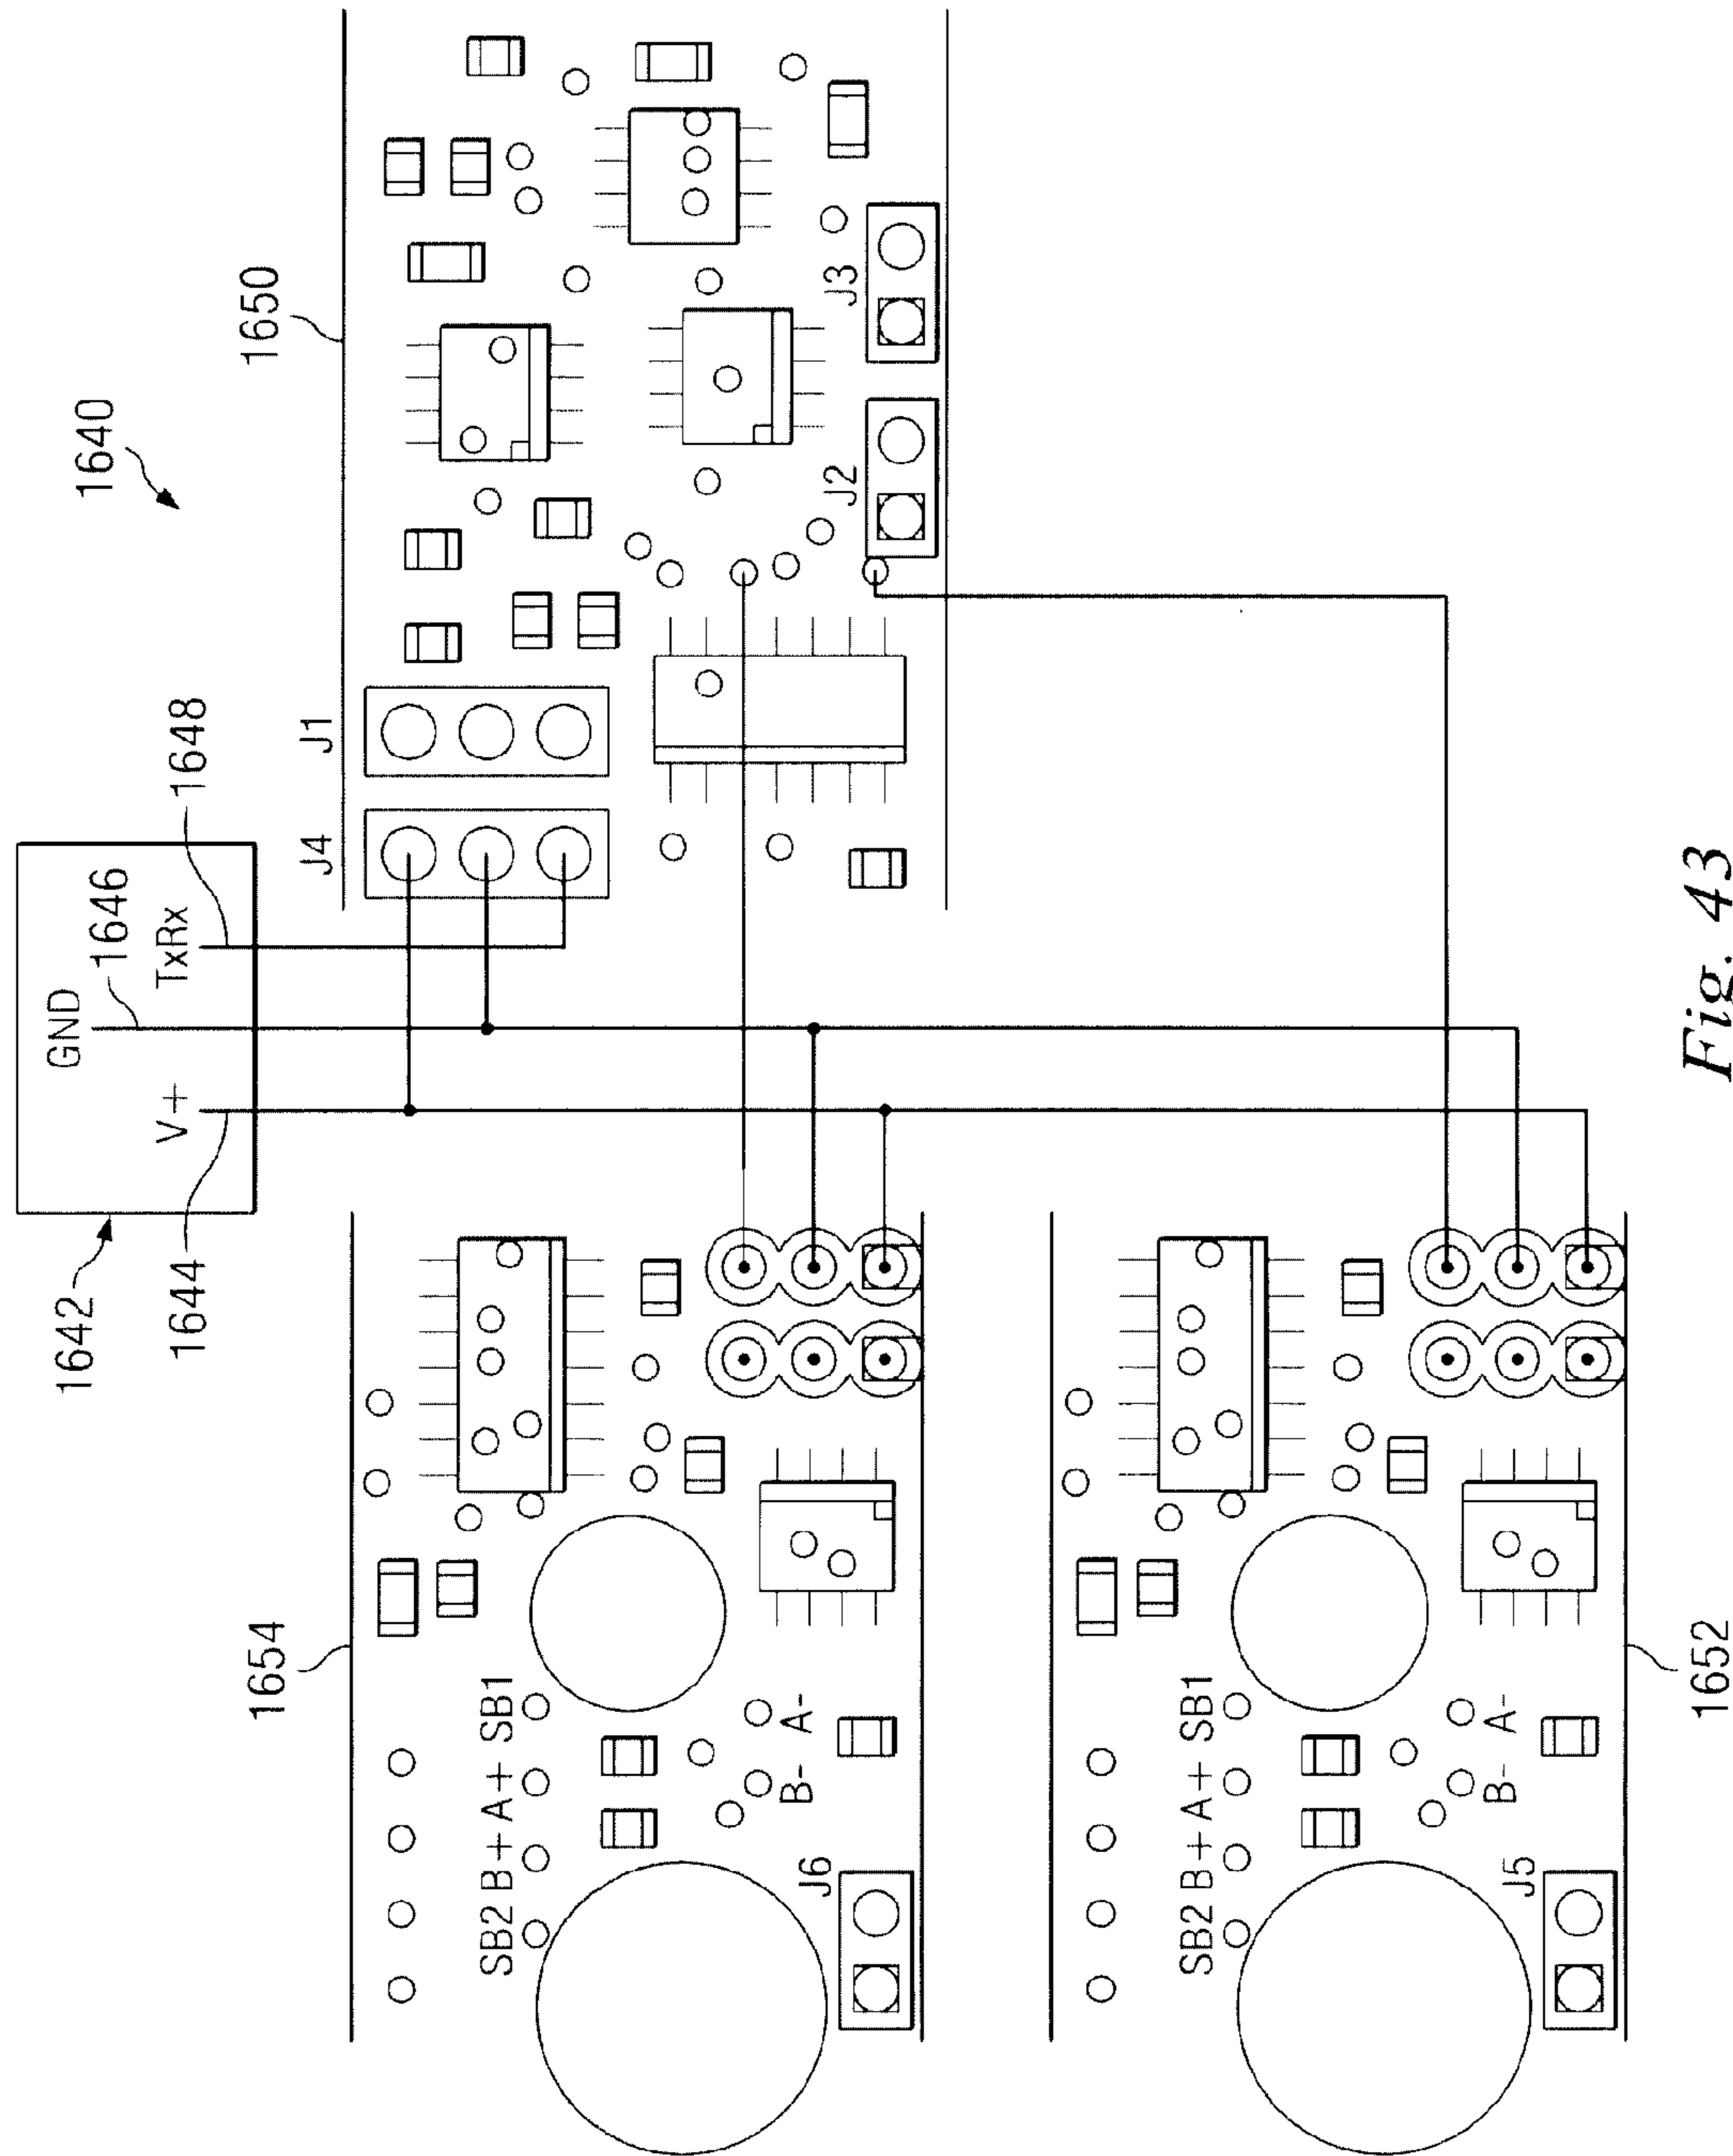 1640
1642
1644
V+
GND
1646
TxRx
1648
1650
J4
J1
J2
J3
1654
SB2 B+ A+ SB1
B- A-
J6
SB2 B+ A+ SB1
B- A-
J5
1652
Fig. 43